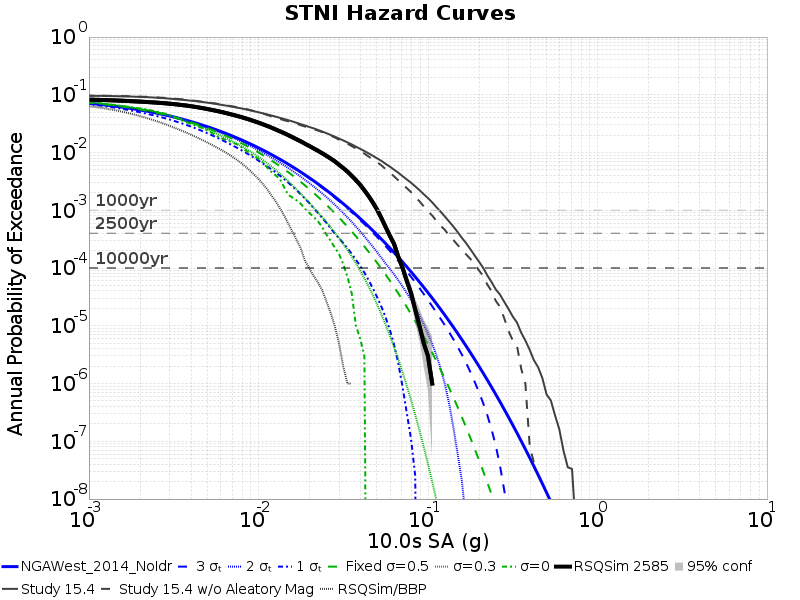 STNI Hazard Curves
Annual Probability of Exceedance
10^0
10^-1
10^-2
10^-3
10^-4
10^-5
10^-6
10^-7
10^-8
1000yr
2500yr
10000yr
10^-3 10^-2 10^-1 10^0 10^1
10.0s SA (g)
NGAWest_2014_NoIdr 3 σₜ 2 σₜ 1 σₜ Fixed σ=0.5 σ=0.3 σ=0 RSQSim 2585 95% conf
Study 15.4 Study 15.4 w/o Aleatory Mag RSQSim/BBP